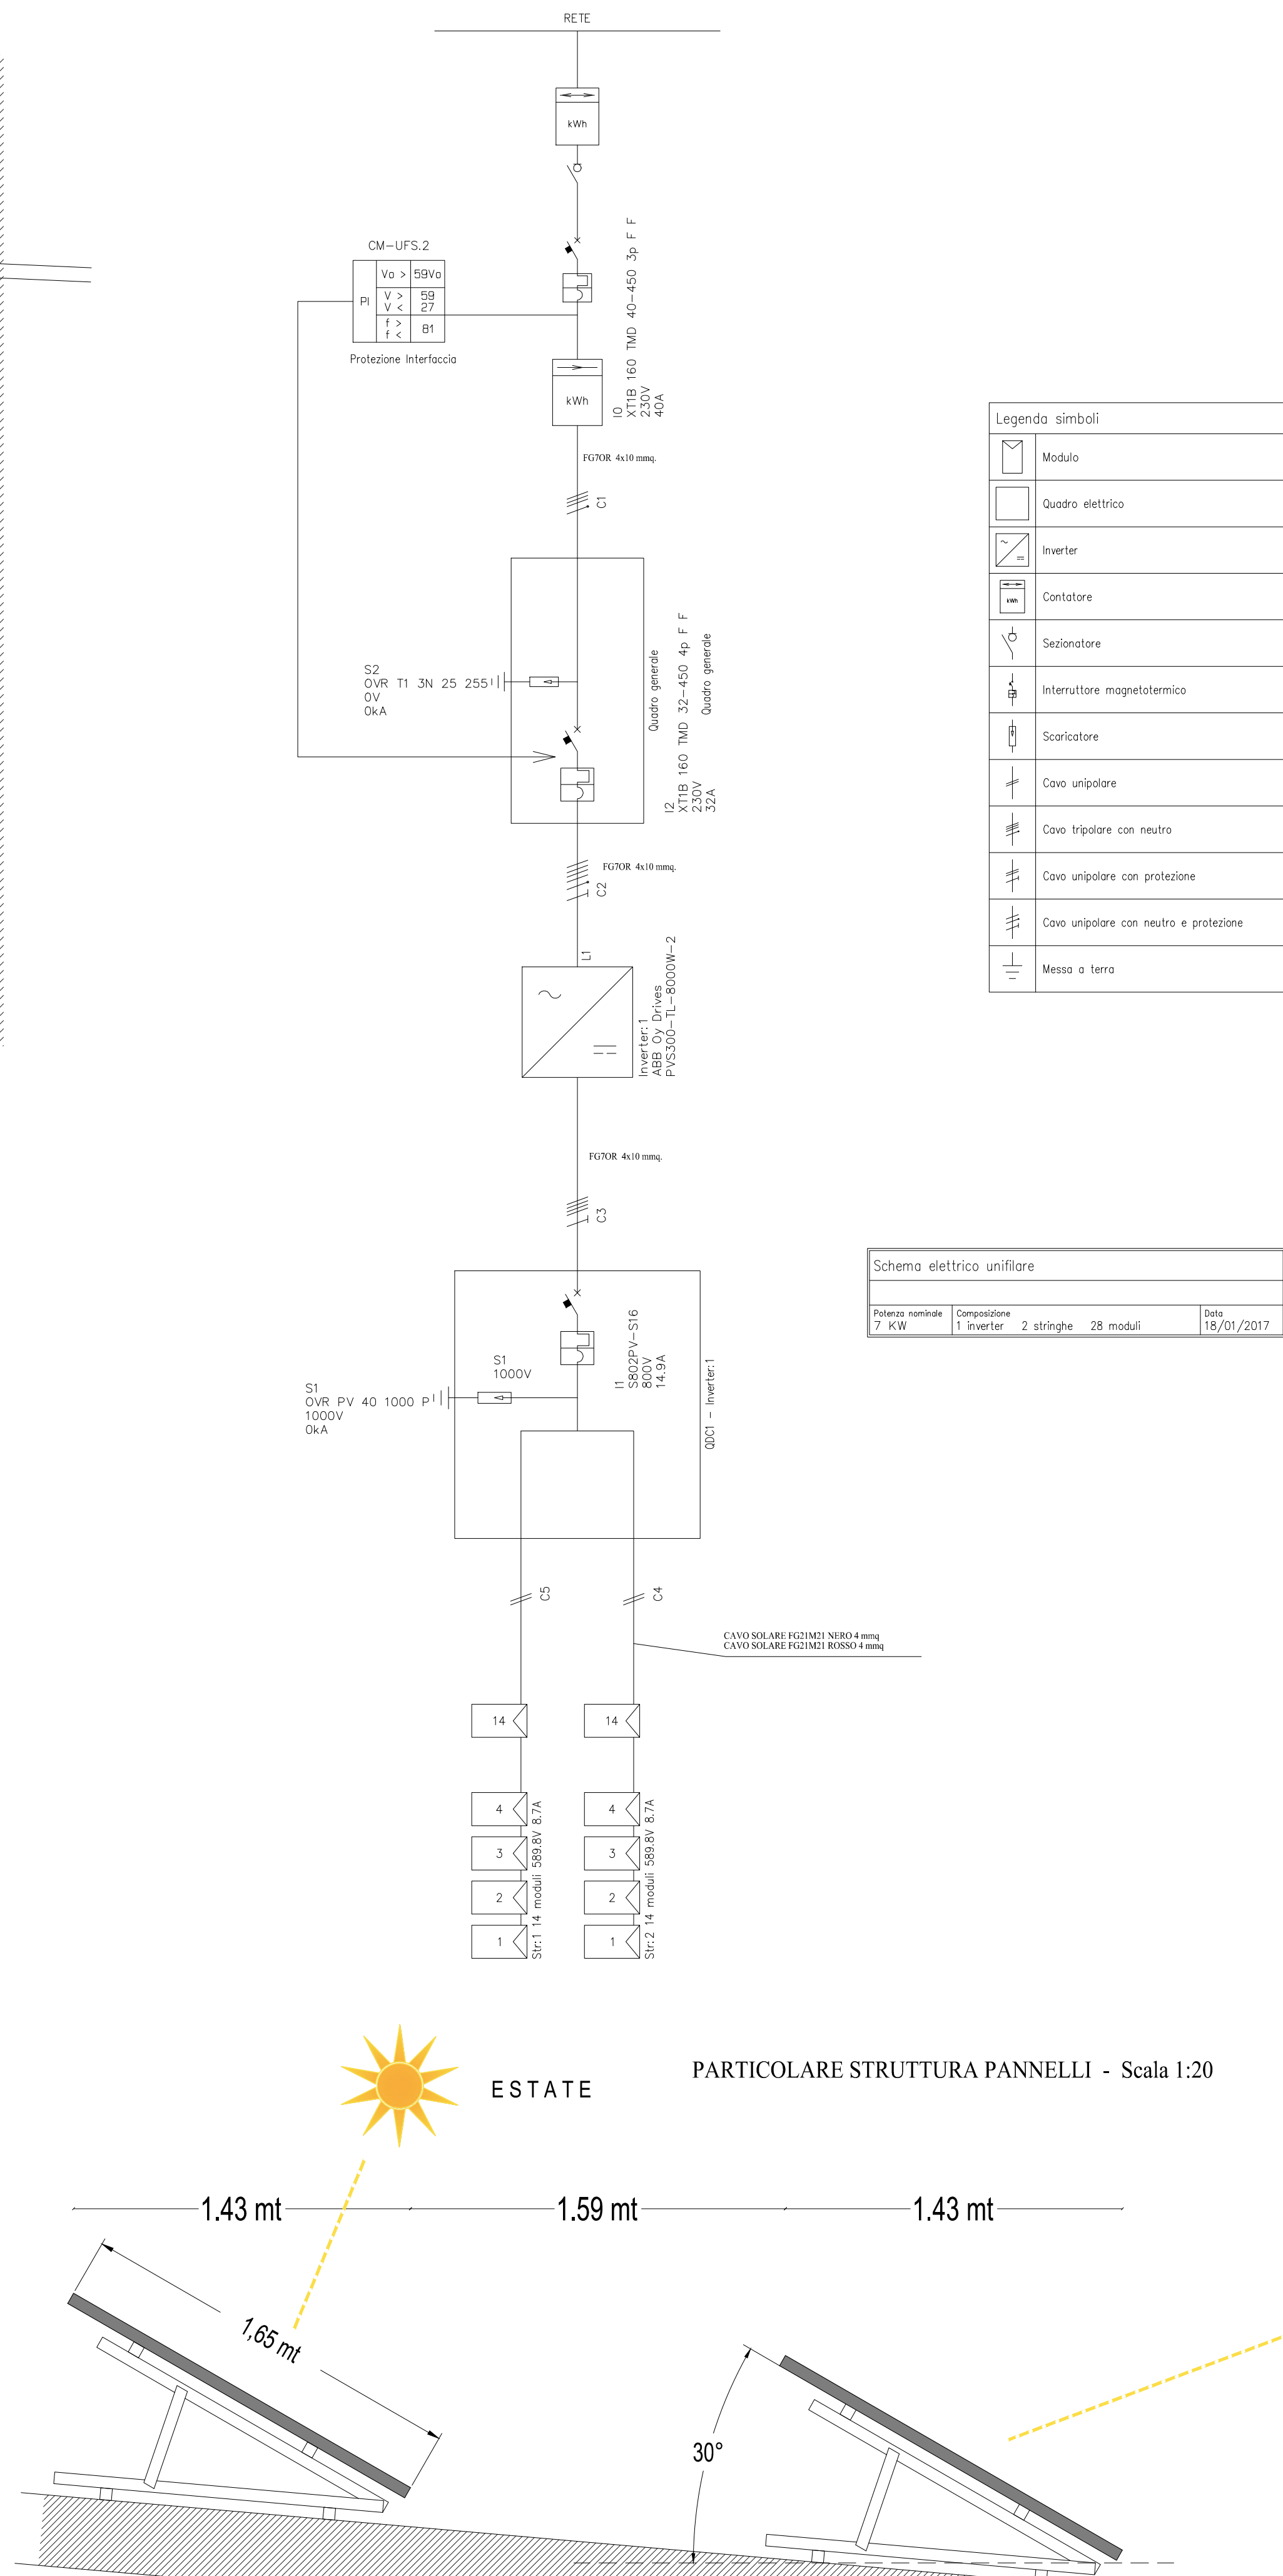 RETE
kWh
CM-UFS.2
PI
Vo > 59Vo
V > 59
V < 27
f > 81
f <
Protezione Interfaccia
I0
XT1B 160 TMD 40-450 3p F F
230V
40A
kWh
FG7OR 4x10 mmq.
C1
S2
OVR T1 3N 25 255
0V
0kA
Quadro generale
I2
XT1B 160 TMD 32-450 4p F F
230V
32A
Quadro generale
FG7OR 4x10 mmq.
C2
L1
Inverter:1
ABB Oy Drives
PVS300-TL-8000W-2
FG7OR 4x10 mmq.
C3
I1
S802PV-S16
800V
14.9A
S1
1000V
S1
OVR PV 40 1000 P
1000V
0kA
QDC1 - Inverter:1
C5
C4
CAVO SOLARE FG21M21 NERO 4 mmq
CAVO SOLARE FG21M21 ROSSO 4 mmq
14
14
4
4
3
3
2
2
1
1
Str:1 14 moduli 589.8V 8.7A
Str:2 14 moduli 589.8V 8.7A
Legenda simboli
Modulo
Quadro elettrico
Inverter
kWh
Contatore
Sezionatore
Interruttore magnetotermico
Scaricatore
Cavo unipolare
Cavo tripolare con neutro
Cavo unipolare con protezione
Cavo unipolare con neutro e protezione
Messa a terra
Schema elettrico unifilare
Potenza nominale
7 KW
Composizione
1 inverter 2 stringhe 28 moduli
Data
18/01/2017
ESTATE
PARTICOLARE STRUTTURA PANNELLI - Scala 1:20
1.43 mt
1.59 mt
1.43 mt
1,65 mt
30°